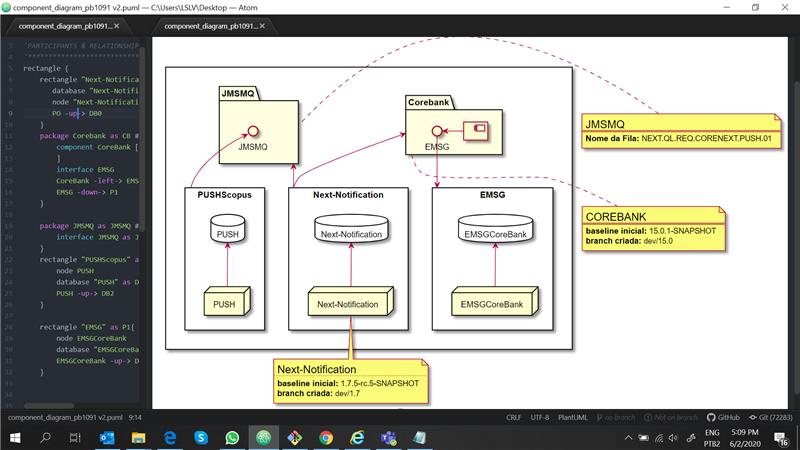 component_diagram_pb1091 v2.puml — C:\Users\LSLV\Desktop — Atom
component_diagram_pb1091...
component_diagram_pb1091...
3 'PARTICIPANTS & RELATIONSHIP
4
5 rectangle {
6 rectangle "Next-Notifica
7 database "Next-Notifi
8 node "Next-Notificati
9 PO -up-> DB0
10 }
11 package Corebank as CB #
12 component CoreBank [
13 ]
14 interface EMSG
15 CoreBank -left-> EMS
16 EMSG -down-> P1
17 }
18
19 package JMSMQ as JMSMQ #
20 interface JMSMQ as J
21 }
22 rectangle "PUSHScopus" a
23 node PUSH
24 database "PUSH" as D
25 PUSH -up-> DB2
26 }
27
28 rectangle "EMSG" as P1{
29 node EMSGCoreBank
30 database "EMSGCoreBa
31 EMSGCoreBank -up-> D
32 }
33
34
35
JMSMQ
JMSMQ
Corebank
EMSG
JMSMQ
Nome da Fila: NEXT.QL.REQ.CORENEXT.PUSH.01
PUSHScopus
PUSH
PUSH
Next-Notification
Next-Notification
Next-Notification
EMSG
EMSGCoreBank
EMSGCoreBank
COREBANK
baseline inicial: 15.0.1-SNAPSHOT
branch criada: dev/15.0
Next-Notification
baseline inicial: 1.7.5-rc.5-SNAPSHOT
branch criada: dev/1.7
component_diagram_pb1091 v2.puml 9:14
CRLF UTF-8 PlantUML no branch Not on branch GitHub Git (72283)
ENG
PTB2
5:09 PM
6/2/2020
16